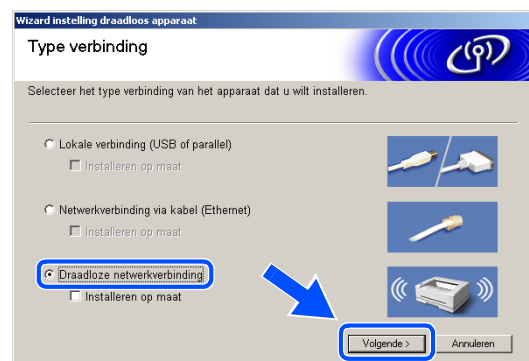 Wizard instelling draadloos apparaat
Type verbinding
Selecteer het type verbinding van het apparaat dat u wilt installeren.
Lokale verbinding (USB of parallel)
Installeren op maat
Netwerkverbinding via kabel (Ethernet)
Installeren op maat
Draadloze netwerkverbinding
Installeren op maat
Volgende >
Annuleren